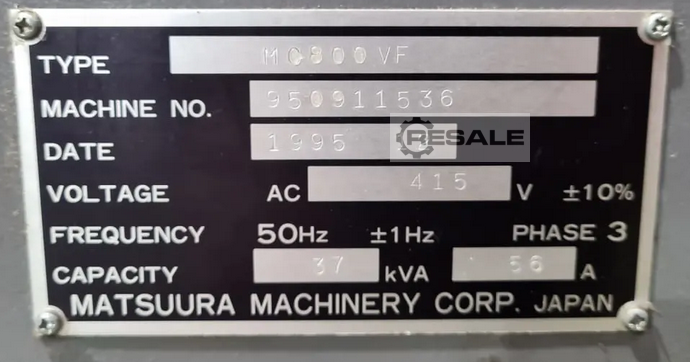 TYPE MC800VF
MACHINE NO. 950911536
DATE 1995
RESALE
VOLTAGE AC 415 V ±10%
FREQUENCY 50Hz ±1Hz PHASE 3
CAPACITY 37 kVA 56 A
MATSUURA MACHINERY CORP. JAPAN